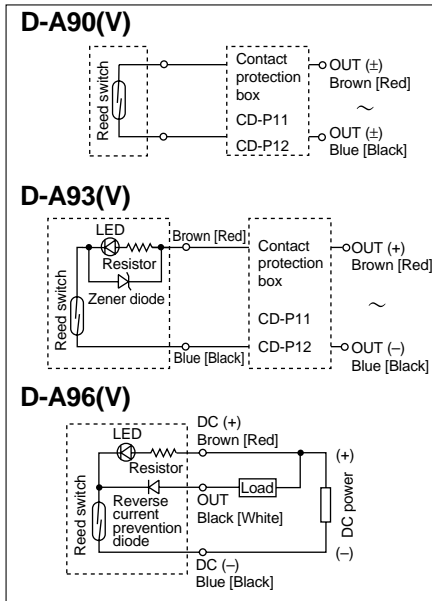 D-A90(V)
Reed switch
Contact
protection
box
CD-P11
CD-P12
OUT (±)
Brown [Red]
~
OUT (±)
Blue [Black]
D-A93(V)
LED
Resistor
Zener diode
Reed switch
Brown [Red]
Blue [Black]
Contact
protection
box
CD-P11
CD-P12
OUT (+)
Brown [Red]
~
OUT (–)
Blue [Black]
D-A96(V)
LED
Resistor
Reverse
current
prevention
diode
Reed switch
DC (+)
Brown [Red]
Load
OUT
Black [White]
DC (–)
Blue [Black]
(+)
DC power
(–)